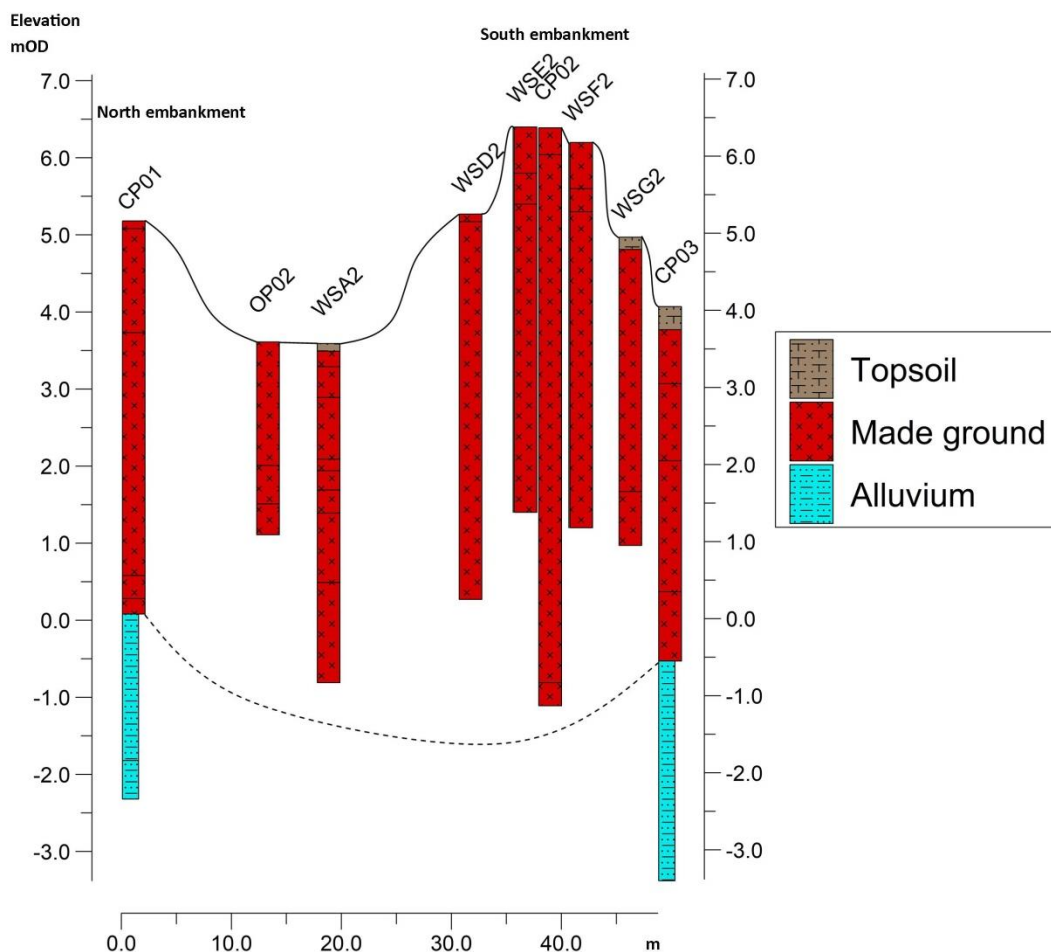 Elevation
mOD
South embankment
North embankment
7.0
6.0
5.0
4.0
3.0
2.0
1.0
0.0
-1.0
-2.0
-3.0
CP01
OP02
WSA2
WSD2
WSE2
CP02
WSF2
WSG2
CP03
7.0
6.0
5.0
4.0
3.0
2.0
1.0
0.0
-1.0
-2.0
-3.0
Topsoil
Made ground
Alluvium
0.0 10.0 20.0 30.0 40.0 m